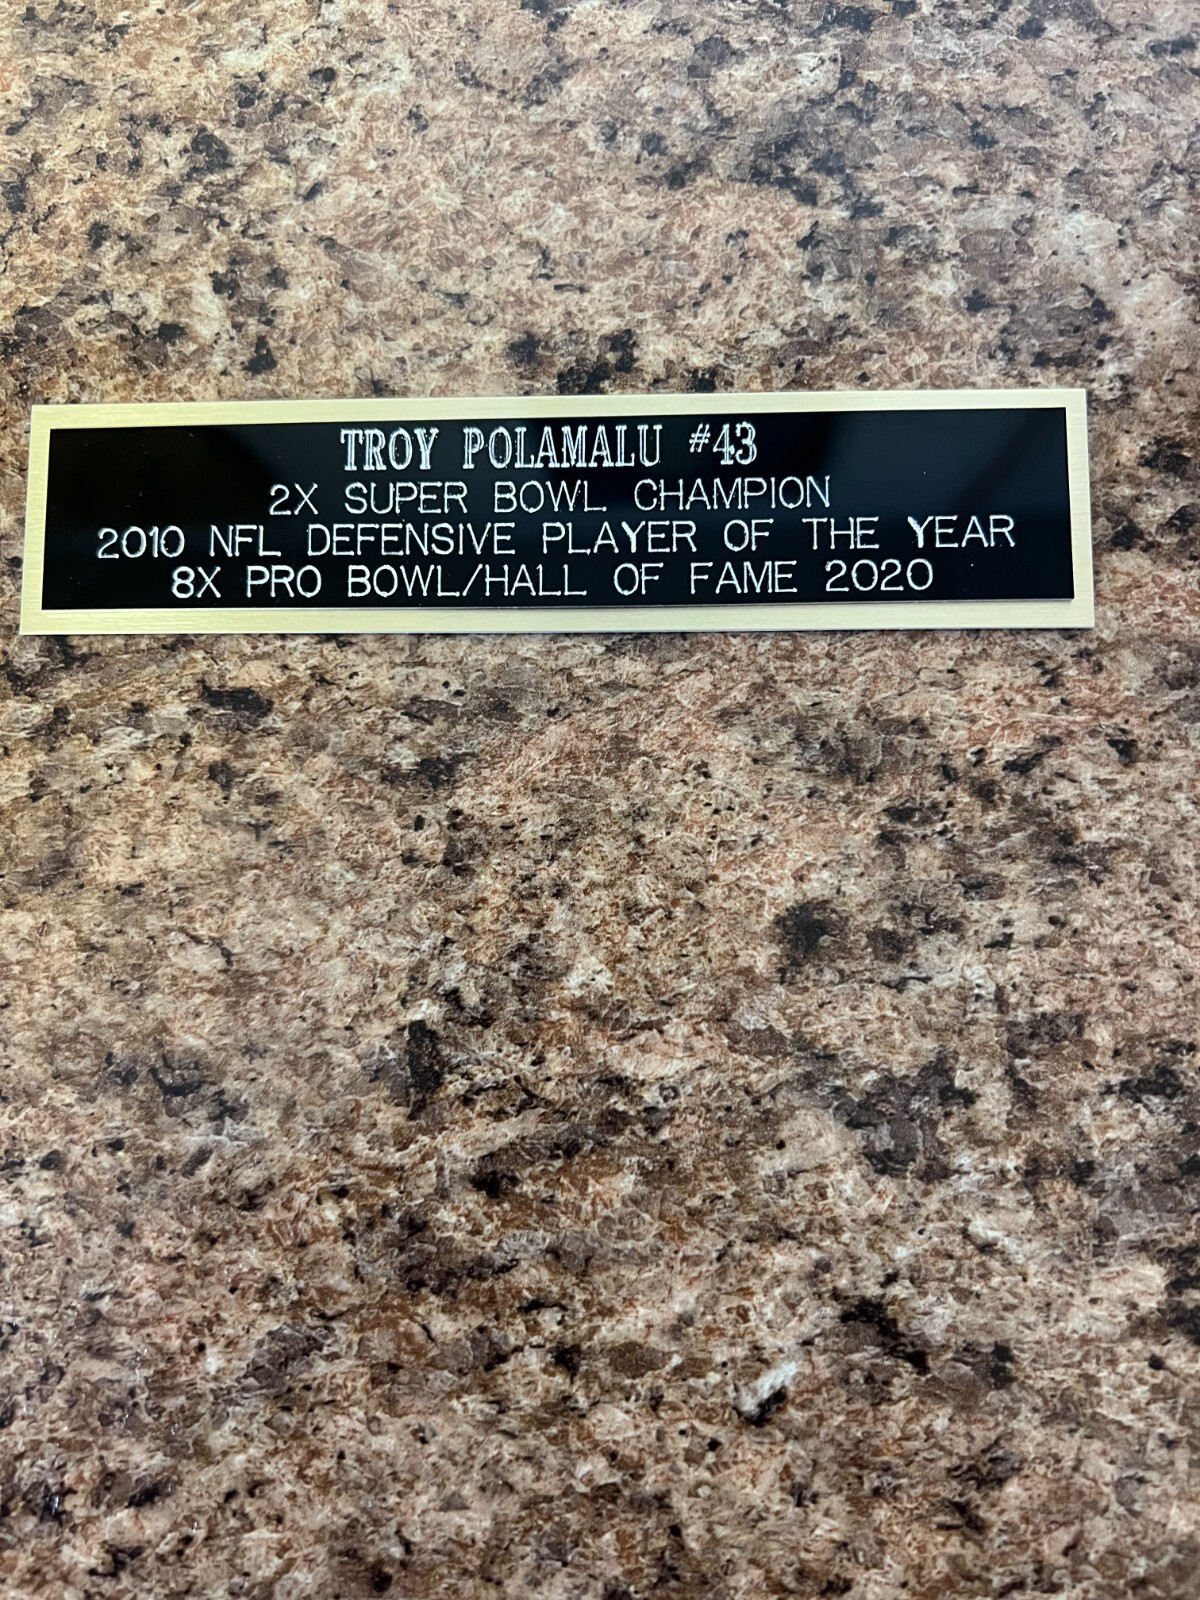 TROY POLAMALU #43
2X SUPER BOWL CHAMPION
2010 NFL DEFENSIVE PLAYER OF THE YEAR
8X PRO BOWL/HALL OF FAME 2020